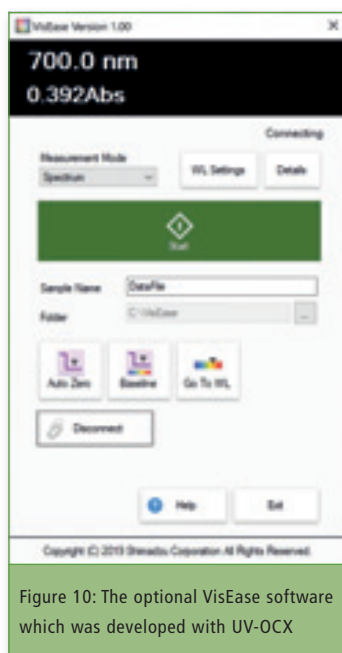 VisEase Version 1.00
700.0 nm
0.392Abs
Connecting
Measurement Mode
Spectrum
WL Settings
Details
Start
Sample Name
DataFile
Folder
C:\VisEase
...
Auto Zero
Baseline
Go To WL
Disconnect
? Help
Exit
Copyright (C) 2019 Shimadzu Corporation All Rights Reserved.
Figure 10: The optional VisEase software
which was developed with UV-OCX